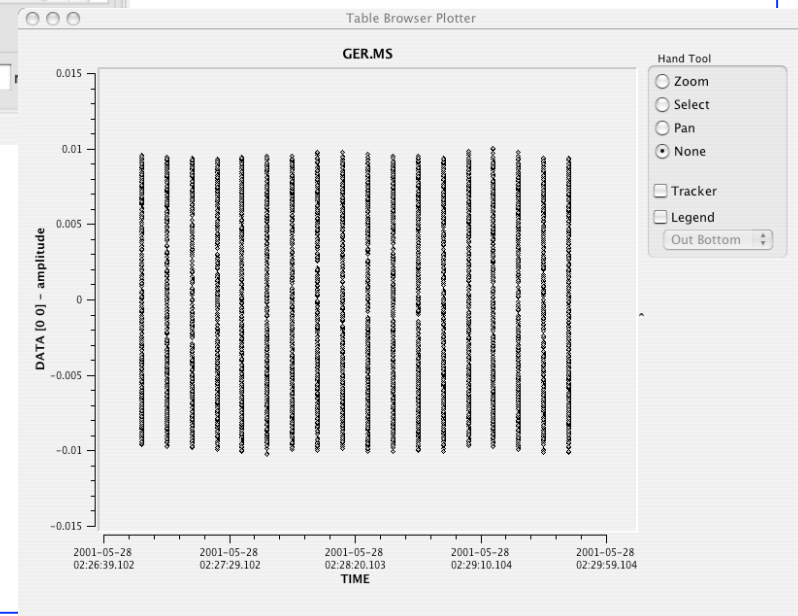 Table Browser Plotter
GER.MS
Hand Tool
Zoom
Select
Pan
None
Tracker
Legend
Out Bottom
0.015
0.01
0.005
0
-0.005
-0.01
-0.015
DATA [0 0] - amplitude
2001-05-28 2001-05-28 2001-05-28 2001-05-28 2001-05-28
02:26:39.102 02:27:29.102 02:28:20.103 02:29:10.104 02:29:59.104
TIME